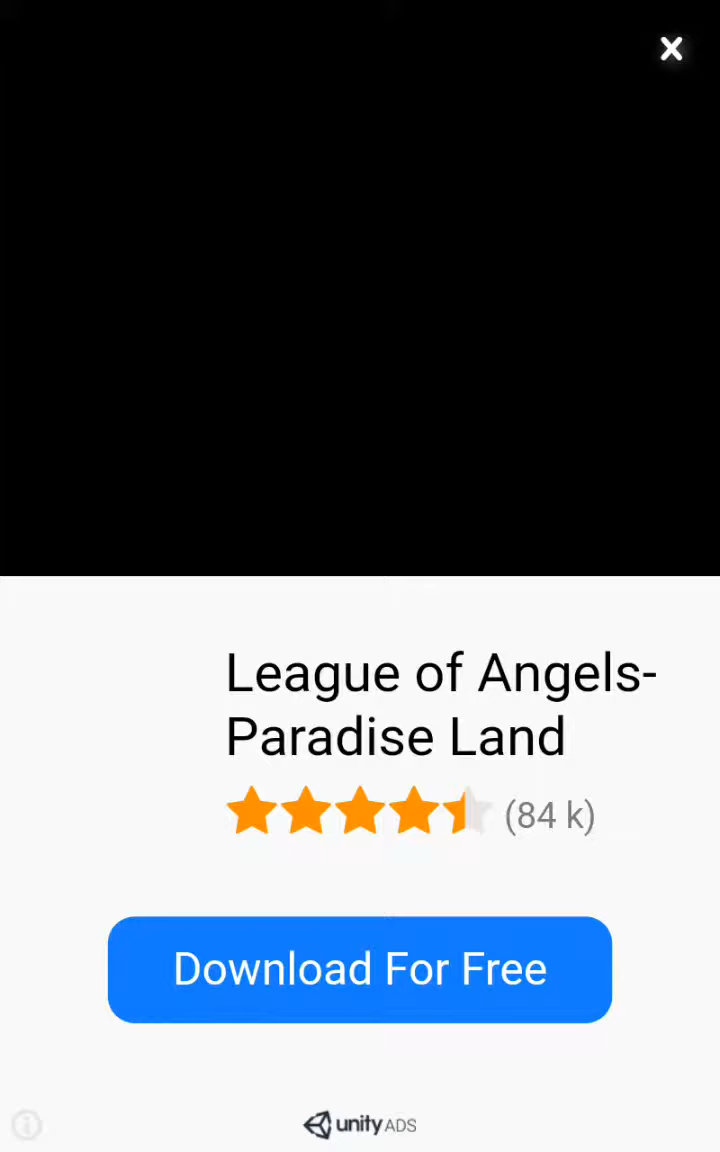 League of Angels-
Paradise Land
(84 k)
Download For Free
unity ADS